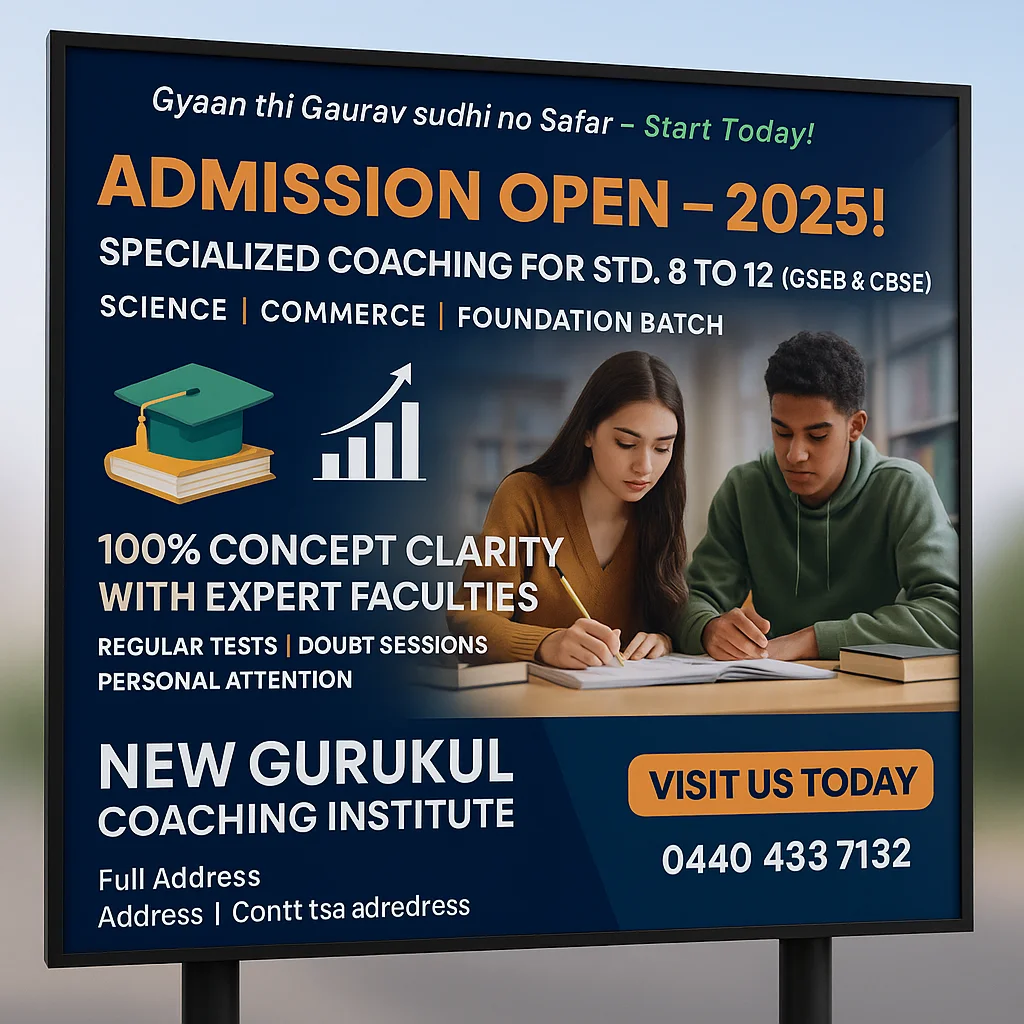 Gyaan thi Gaurav sudhi no Safar – Start Today!
ADMISSION OPEN – 2025!
SPECIALIZED COACHING FOR STD. 8 TO 12 (GSEB & CBSE)
SCIENCE | COMMERCE | FOUNDATION BATCH
100% CONCEPT CLARITY
WITH EXPERT FACULTIES
REGULAR TESTS | DOUBT SESSIONS
PERSONAL ATTENTION
NEW GURUKUL
COACHING INSTITUTE
Full Address
Address | Contt tsa adredress
VISIT US TODAY
0440 433 7132